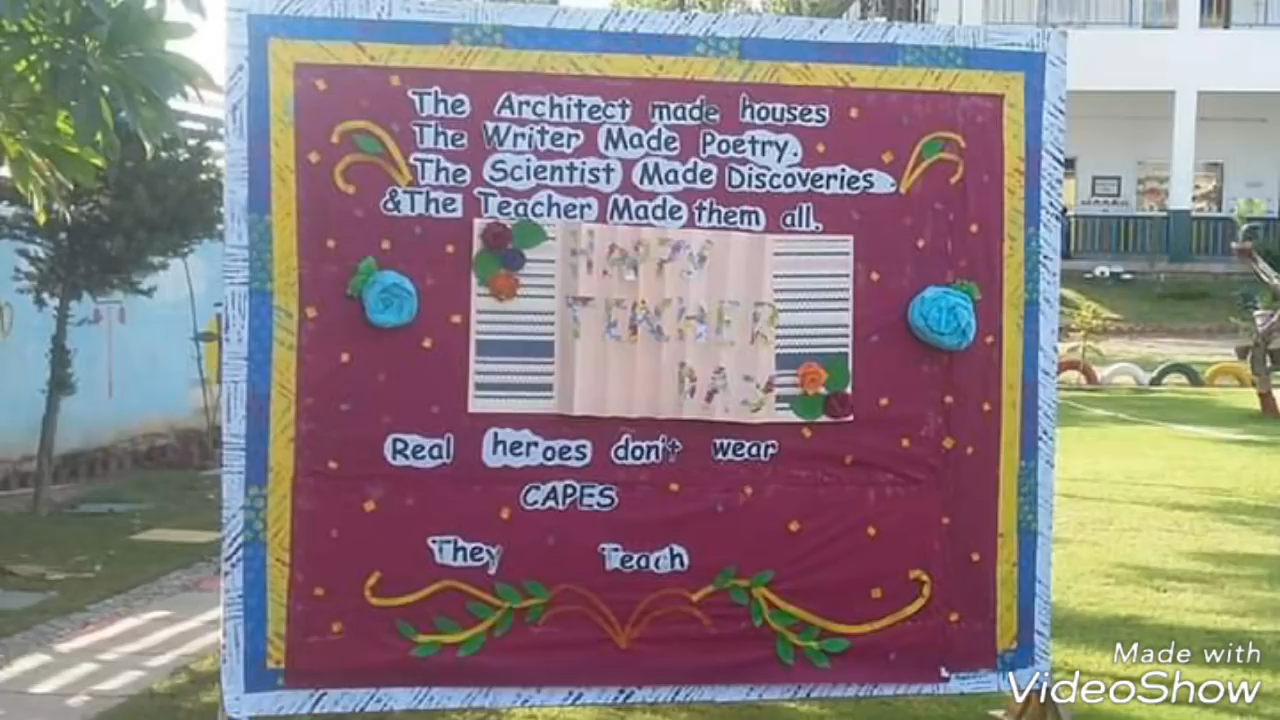 The Architect made houses
The Writer Made Poetry.
The Scientist Made Discoveries.
&The Teacher Made them all.
HAPPY
TEACHER
DAY
Real heroes don't wear
CAPES
They Teach
Made with
VideoShow